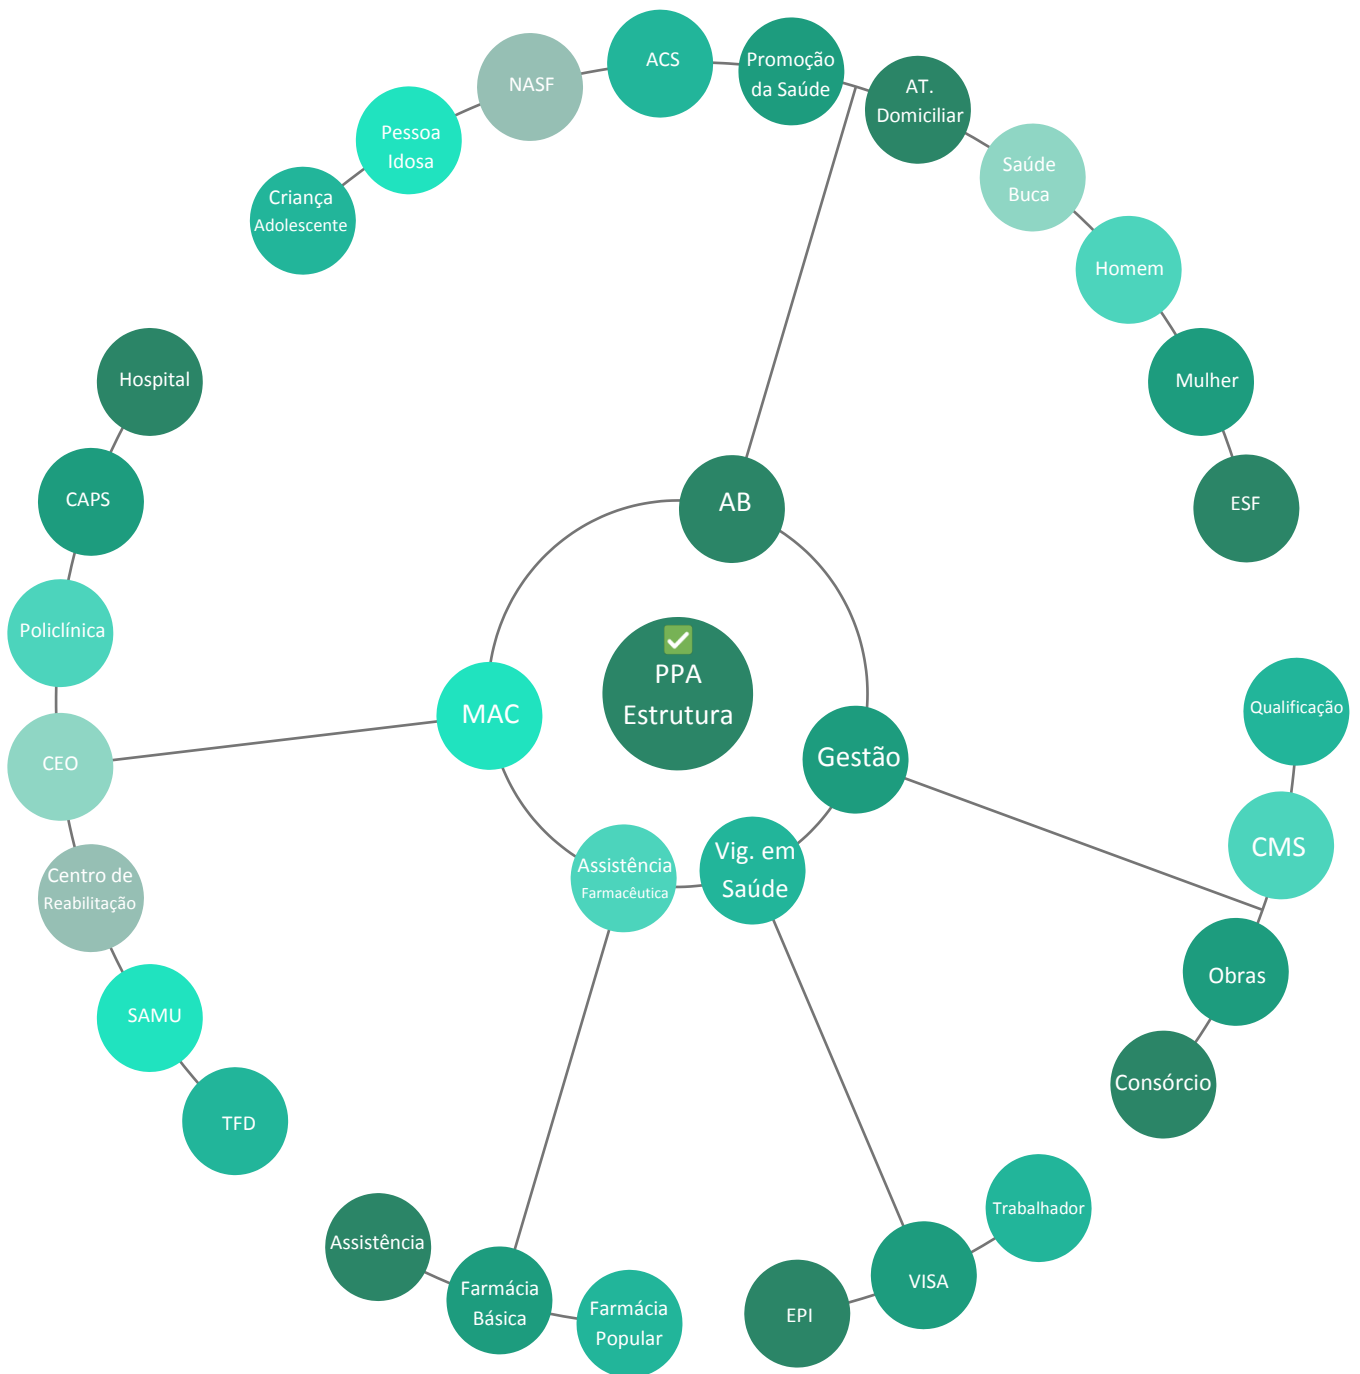 ACS
Promoção
da Saúde
NASF
AT.
Domiciliar
Pessoa
Idosa
Saúde
Buca
Criança
Adolescente
Homem
Hospital
Mulher
CAPS
AB
ESF
Policlínica
✅
PPA
Estrutura
MAC
Qualificação
Gestão
CEO
CMS
Vig. em
Saúde
Assistência
Farmacêutica
Centro de
Reabilitação
Obras
SAMU
Consórcio
TFD
Trabalhador
Assistência
VISA
Farmácia
Básica
Farmácia
Popular
EPI